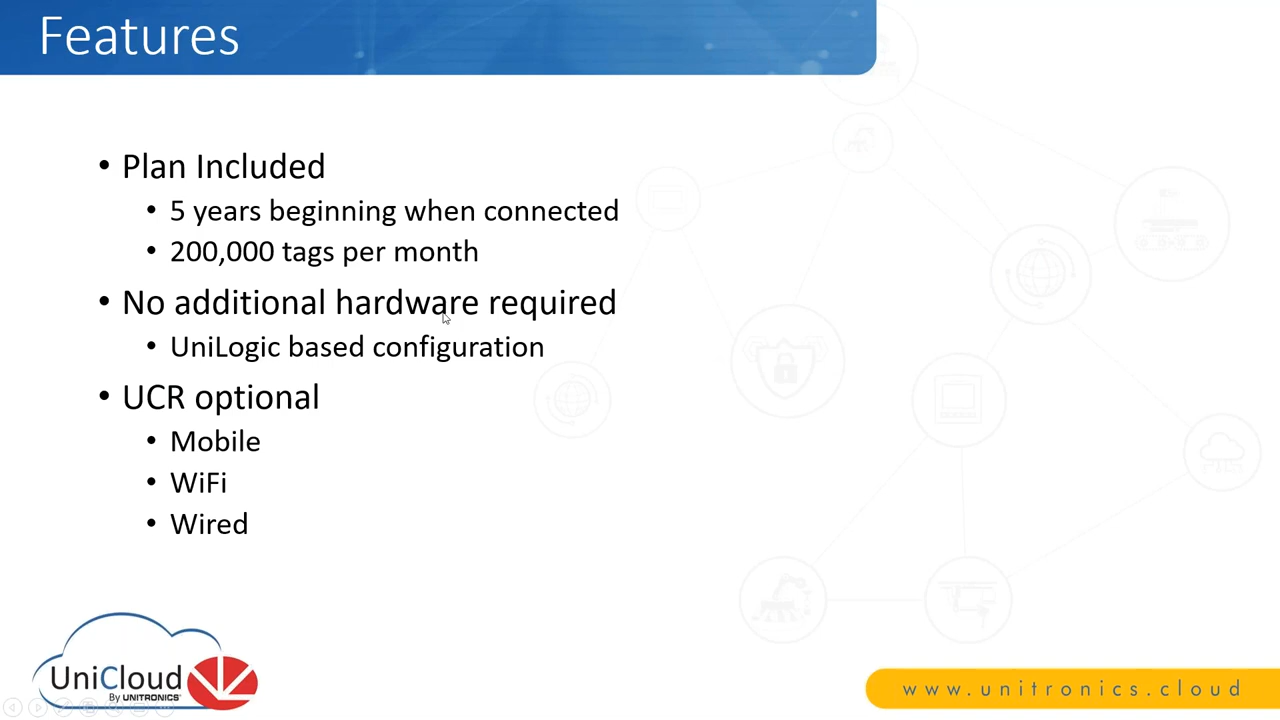 Features
• Plan Included
• 5 years beginning when connected
• 200,000 tags per month
• No additional hardware required
• UniLogic based configuration
• UCR optional
• Mobile
• WiFi
• Wired
UniCloud
By UNITRONICS®
www.unitronics.cloud